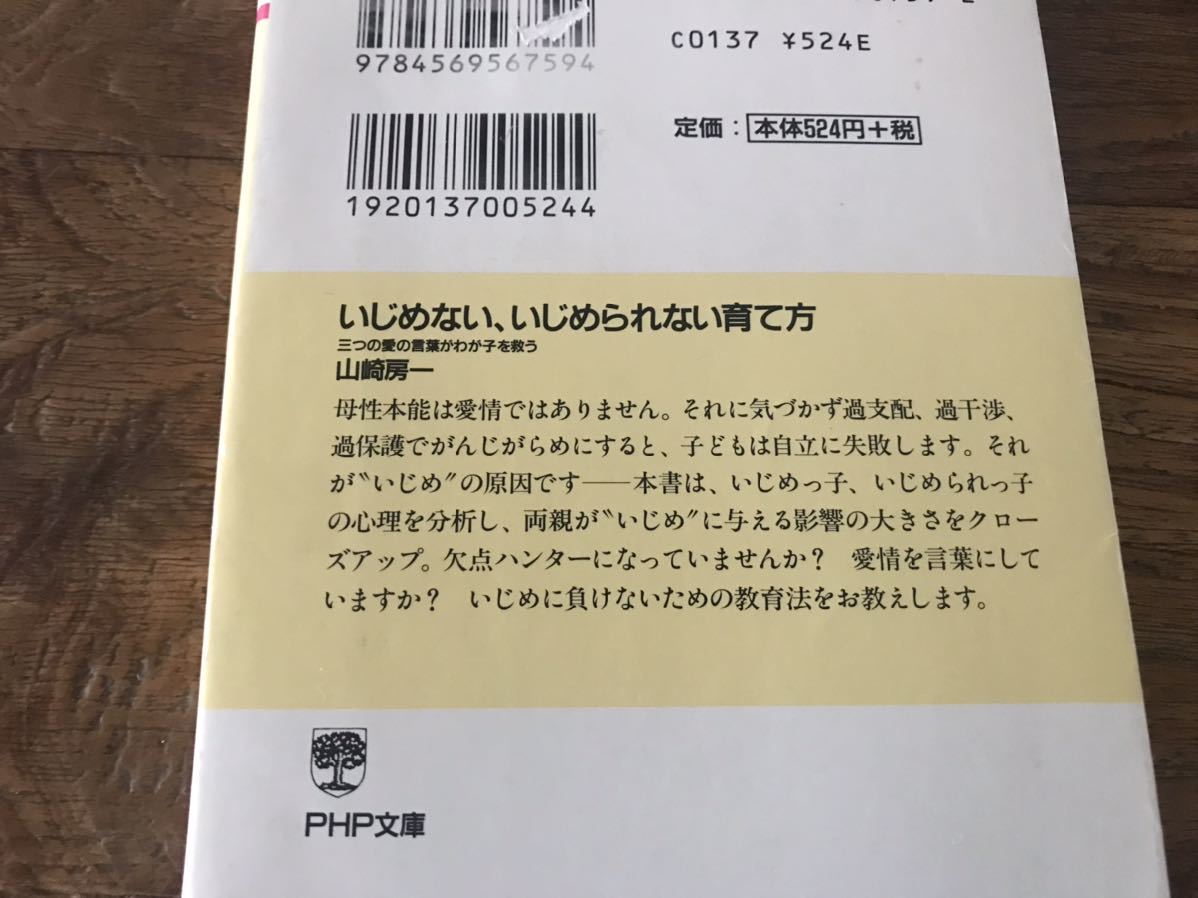 9784569567594
C0137 ¥524E
1920137005244
定価：本体524円+税
いじめない、いじめられない育て方
三つの愛の言葉がわが子を救う
山崎房一
母性本能は愛情ではありません。それに気づかず過支配、過干渉、
過保護でがんじがらめにすると、子どもは自立に失敗します。それ
が〝いじめ〟の原因です――本書は、いじめっ子、いじめられっ子
の心理を分析し、両親が〝いじめ〟に与える影響の大きさをクロー
ズアップ。欠点ハンターになっていませんか？　愛情を言葉にして
いますか？　いじめに負けないための教育法をお教えします。
PHP文庫